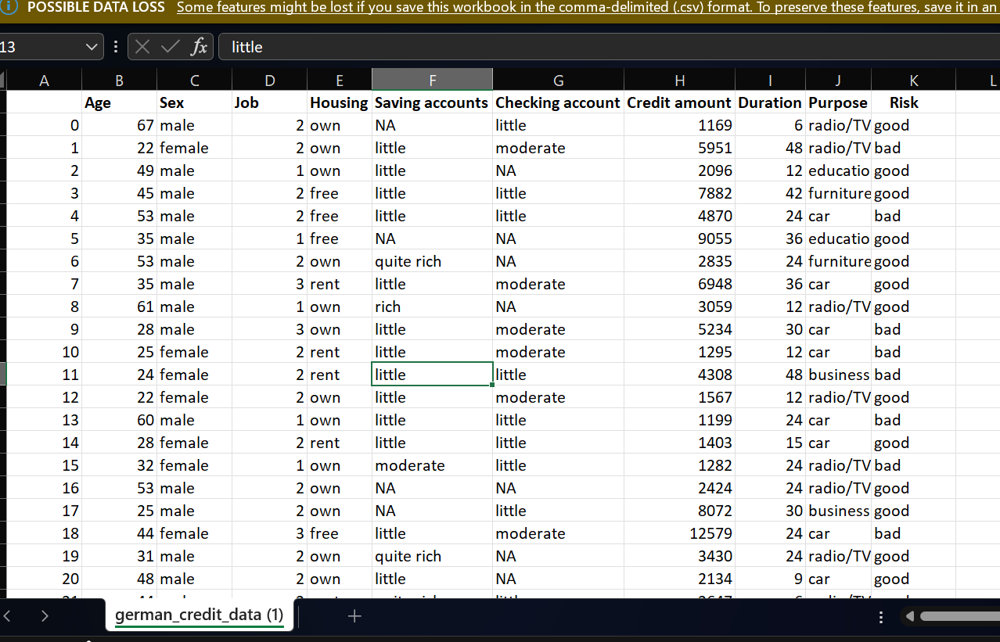 POSSIBLE DATA LOSS Some features might be lost if you save this workbook in the comma-delimited (.csv) format. To preserve these features, save it in an
13 fx little
A B C D E F G H I J K L
Age Sex Job Housing Saving accounts Checking account Credit amount Duration Purpose Risk
0 67 male 2 own NA little 1169 6 radio/TV good
1 22 female 2 own little moderate 5951 48 radio/TV bad
2 49 male 1 own little NA 2096 12 educatio good
3 45 male 2 free little little 7882 42 furniture good
4 53 male 2 free little little 4870 24 car bad
5 35 male 1 free NA NA 9055 36 educatio good
6 53 male 2 own quite rich NA 2835 24 furniture good
7 35 male 3 rent little moderate 6948 36 car good
8 61 male 1 own rich NA 3059 12 radio/TV good
9 28 male 3 own little moderate 5234 30 car bad
10 25 female 2 rent little moderate 1295 12 car bad
11 24 female 2 rent little little 4308 48 business bad
12 22 female 2 own little moderate 1567 12 radio/TV good
13 60 male 1 own little little 1199 24 car bad
14 28 female 2 rent little little 1403 15 car good
15 32 female 1 own moderate little 1282 24 radio/TV bad
16 53 male 2 own NA NA 2424 24 radio/TV good
17 25 male 2 own NA little 8072 30 business good
18 44 female 3 free little moderate 12579 24 car bad
19 31 male 2 own quite rich NA 3430 24 radio/TV good
20 48 male 2 own little NA 2134 9 car good
german_credit_data (1)